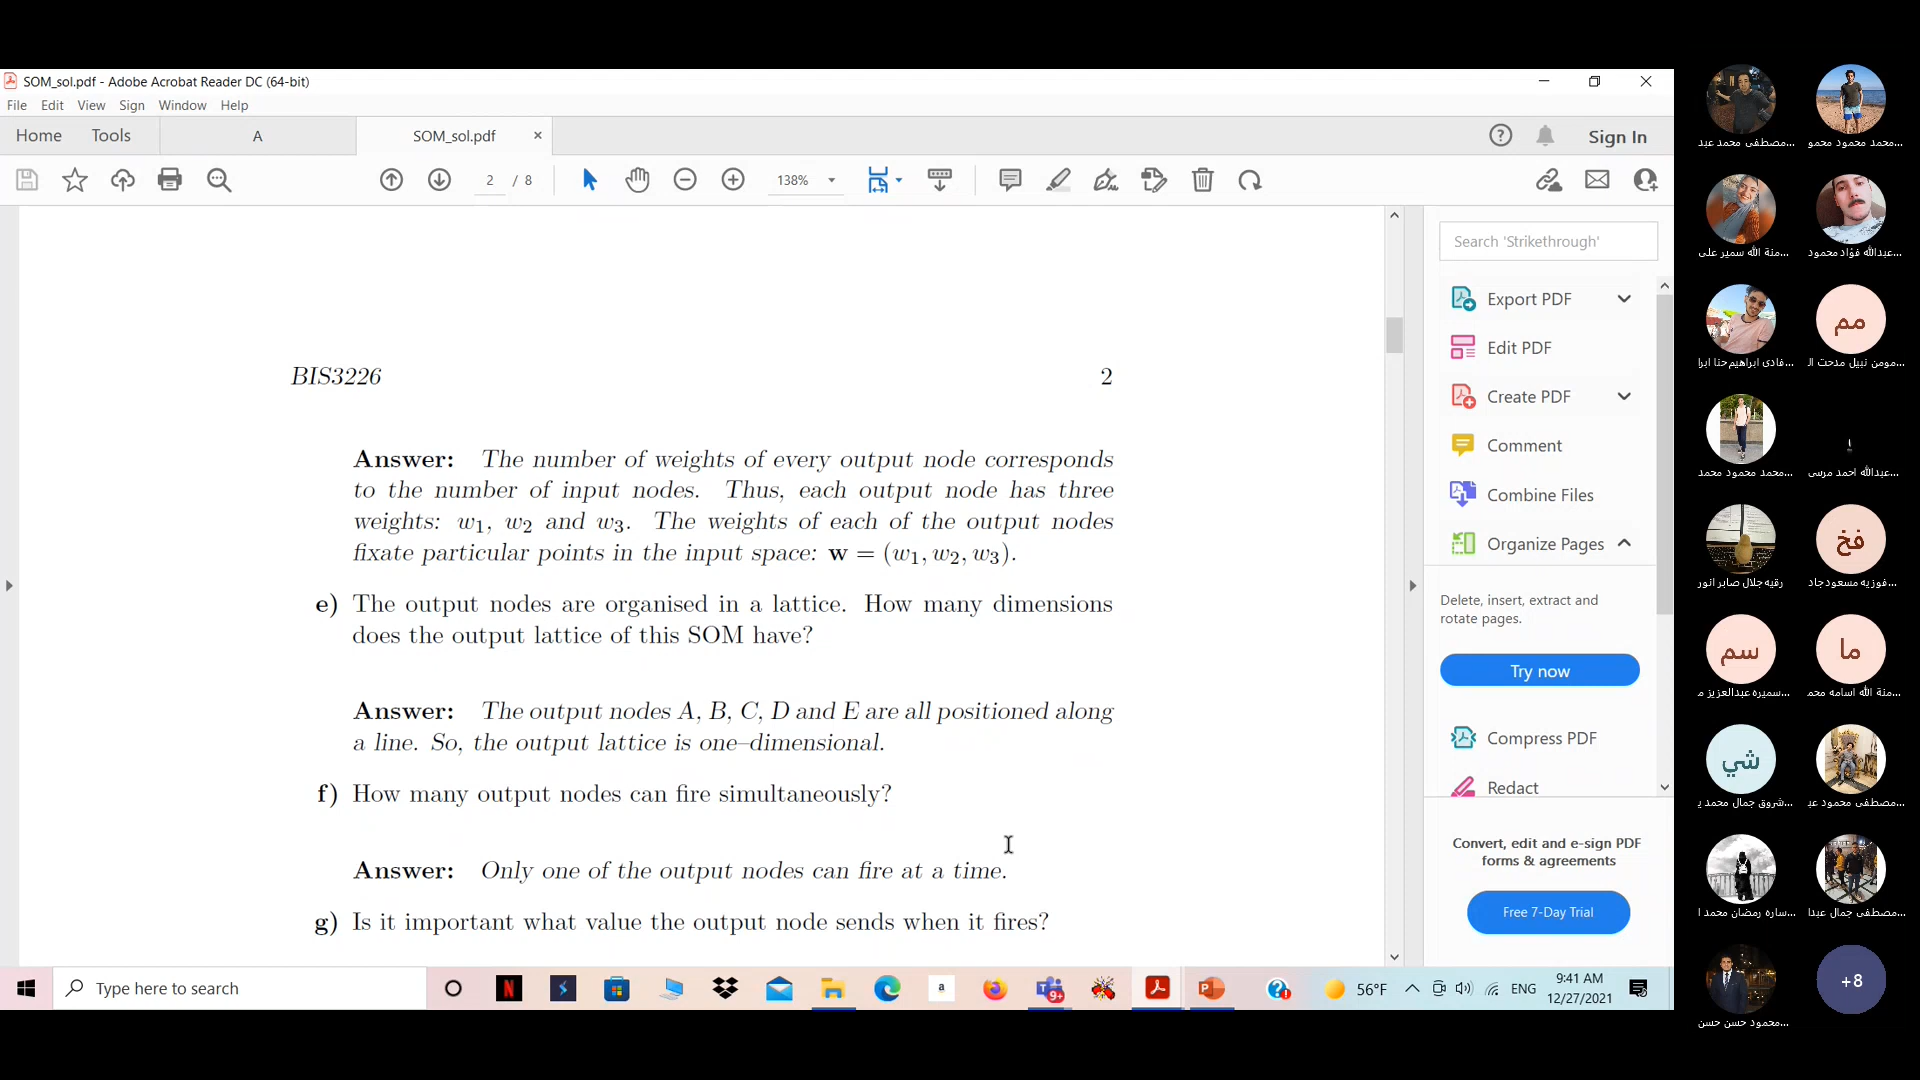 SOM_sol.pdf - Adobe Acrobat Reader DC (64-bit)
File Edit View Sign Window Help
Home Tools A SOM_sol.pdf Sign In
2 / 8 138%
BIS3226 2
Answer: The number of weights of every output node corresponds
to the number of input nodes. Thus, each output node has three
weights: w1, w2 and w3. The weights of each of the output nodes
fixate particular points in the input space: w = (w1, w2, w3).
e) The output nodes are organised in a lattice. How many dimensions
does the output lattice of this SOM have?
Answer: The output nodes A, B, C, D and E are all positioned along
a line. So, the output lattice is one–dimensional.
f) How many output nodes can fire simultaneously?
Answer: Only one of the output nodes can fire at a time.
g) Is it important what value the output node sends when it fires?
Search 'Strikethrough'
Export PDF
Edit PDF
Create PDF
Comment
Combine Files
Organize Pages
Delete, insert, extract and
rotate pages.
Try now
Compress PDF
Redact
Convert, edit and e-sign PDF
forms & agreements
Free 7-Day Trial
مصطفى محمد عبد...
محمد محمود محمو...
منة الله سمير على...
عبدالله فؤاد محمود...
فادى ابراهيم حنا ابرا...
مم
مومن نبيل مدحت ال...
محمد محمود محمد...
عبدالله احمد مرسى...
رقيه جلال صابر انور
فخ
فوزيه مسعود جاد...
سم
سميره عبدالعزيز م...
ما
منة الله اسامه محم...
شي
شروق جمال محمد ي...
مصطفى محمود عبد...
ساره رمضان محمد ا...
مصطفى جمال عبدا...
محمود حسن حسن...
+8
Type here to search
9+
56°F
ENG
9:41 AM
12/27/2021